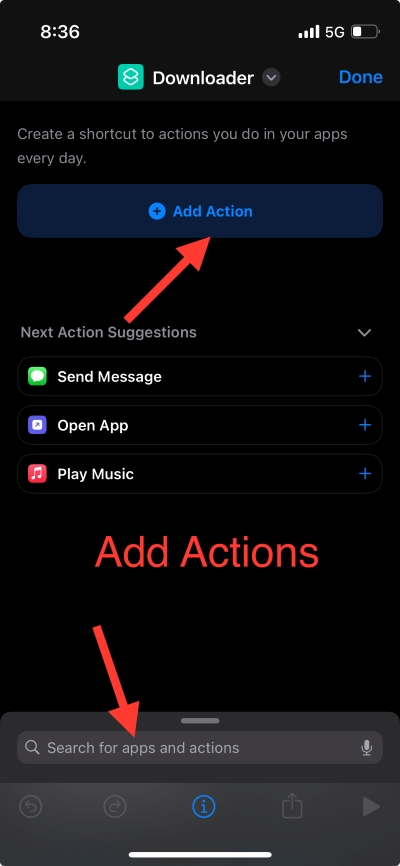 8:36
5G
Downloader
Done
Create a shortcut to actions you do in your apps
every day.
Add Action
Next Action Suggestions
Send Message
Open App
Play Music
Add Actions
Search for apps and actions